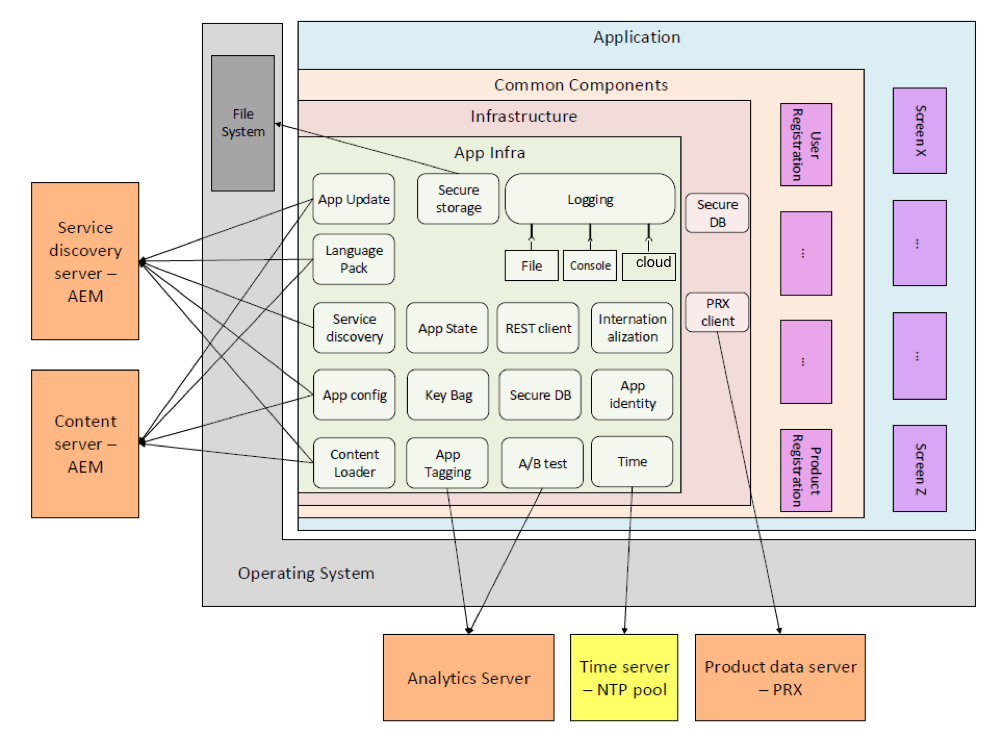 Application
Common Components
Infrastructure
App Infra
File
System
App Update
Secure
storage
Logging
Language
Pack
File
Console
cloud
Service
discovery
App State
REST client
Internation
alization
App config
Key Bag
Secure DB
App
identity
Content
Loader
App
Tagging
A/B test
Time
Secure
DB
PRX
client
User
Registration
...
...
Product
Registration
Screen X
...
...
Screen Z
Service
discovery
server –
AEM
Content
server –
AEM
Operating System
Analytics Server
Time server
– NTP pool
Product data server
– PRX